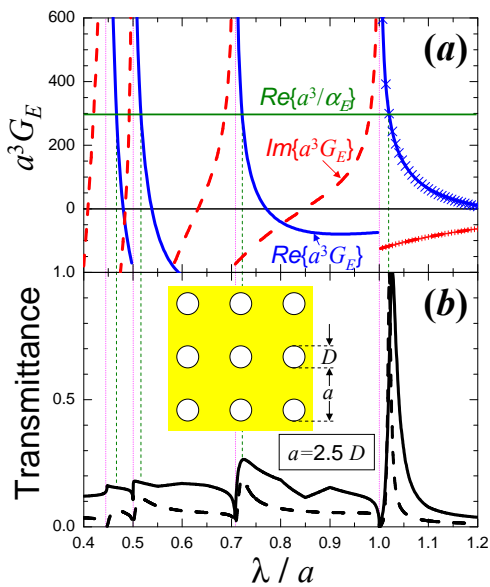 600
(a)
400
Re{a³/α_E}
200
Im{a³G_E}
0
Re{a³G_E}
a³G_E
1.0
(b)
D
0.5
a
a=2.5 D
0.0
0.4 0.5 0.6 0.7 0.8 0.9 1.0 1.1 1.2
Transmittance
λ / a